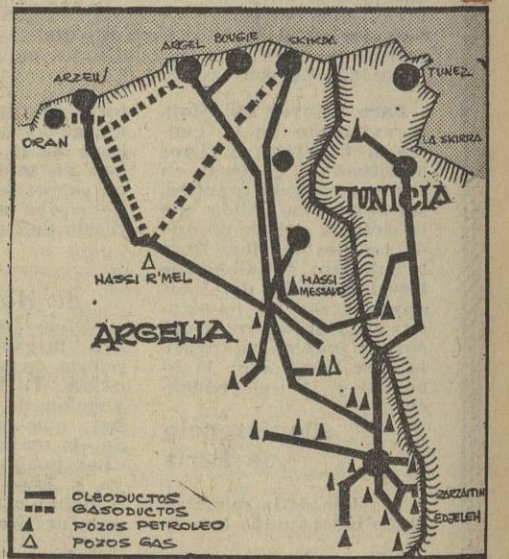 ARGEL
BOUGIE
SKIKDA
ARZEW
TUNEZ
ORAN
LA SKIRRA
TUNICIA
HASSI R'MEL
HASSI
MESSAUD
ARGELIA
OLEODUCTOS
GASODUCTOS
POZOS PETROLEO
POZOS GAS
ZARZAITIN
EDJELEH